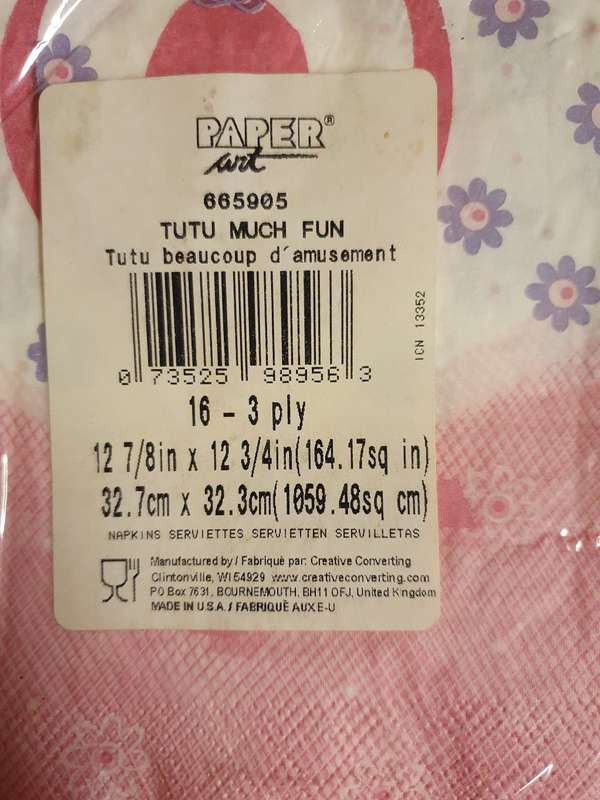 PAPER®
art
665905
TUTU MUCH FUN
Tutu beaucoup d´amusement
ICN 13352
0 73525 98956 3
16 - 3 ply
12 7/8in x 12 3/4in(164.17sq in)
32.7cm x 32.3cm(1059.48sq cm)
NAPKINS SERVIETTES SERVIETTEN SERVILLETAS
Manufactured by / Fabriqué par: Creative Converting
Clintonville, WI 54929 www.creativeconverting.com
PO Box 7631, BOURNEMOUTH, BH11 OFJ, United Kingdom
MADE IN U.S.A. / FABRIQUÈ AUX E-U